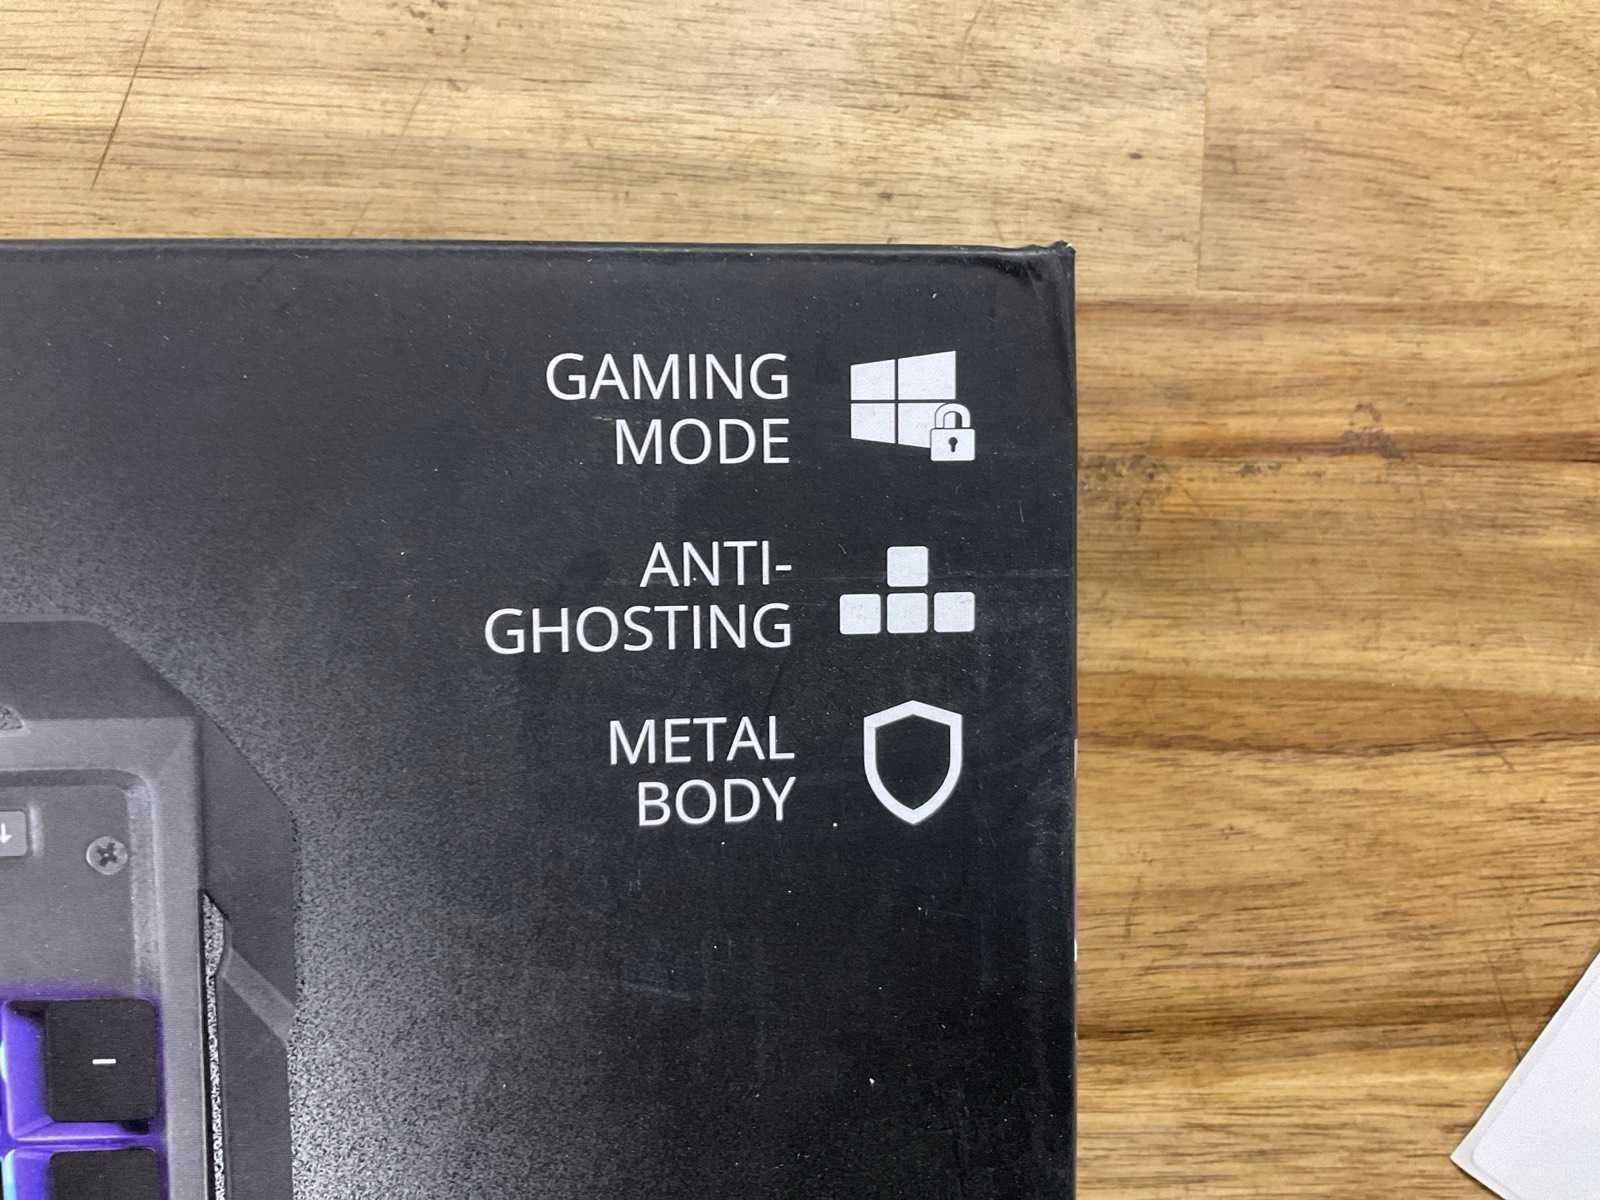 GAMING
MODE
ANTI-
GHOSTING
METAL
BODY
-